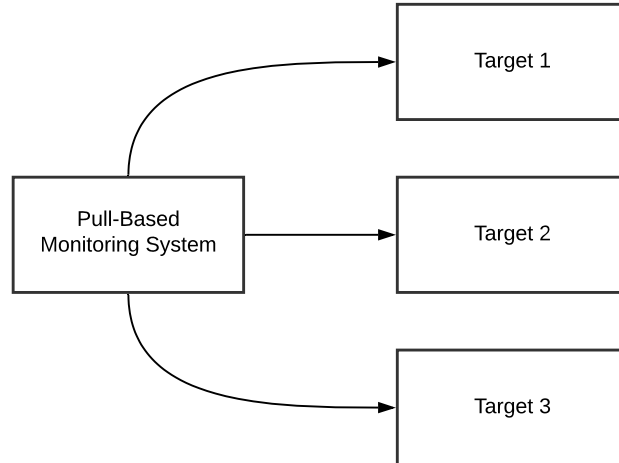 Target 1
Pull-Based
Monitoring System
Target 2
Target 3